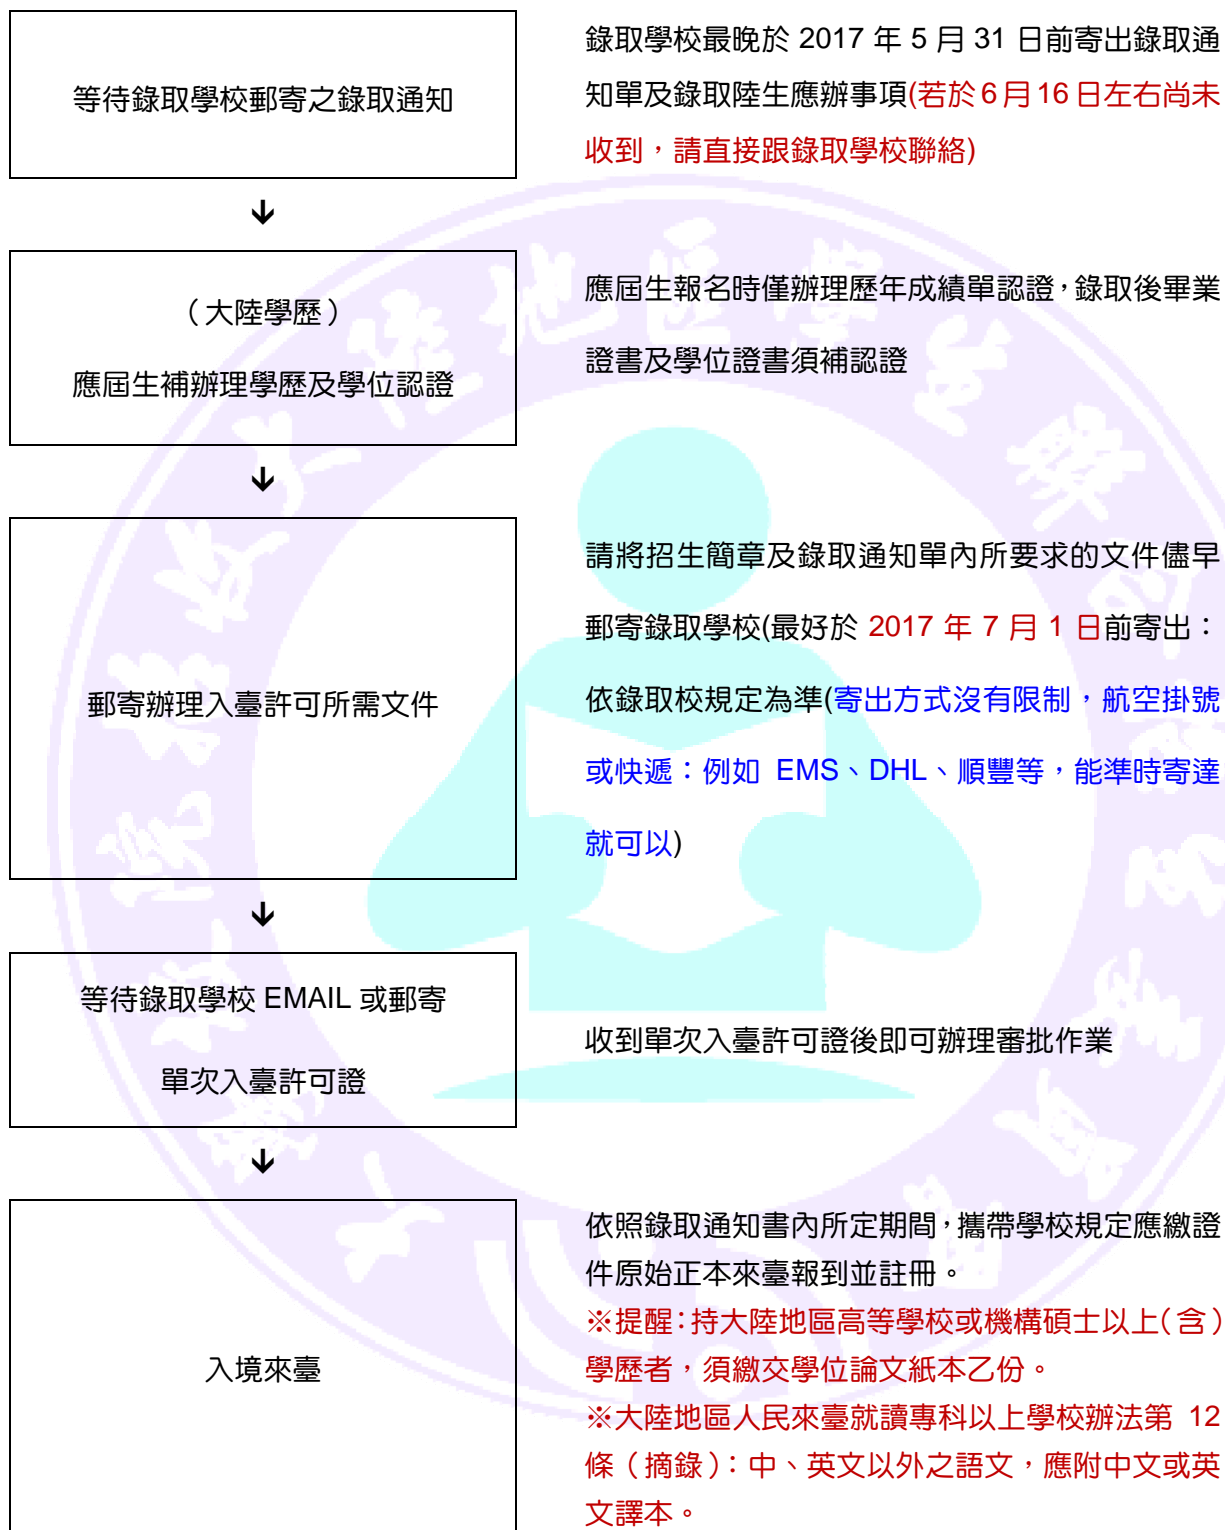 等待錄取學校郵寄之錄取通知
錄取學校最晚於 2017 年 5 月 31 日前寄出錄取通
知單及錄取陸生應辦事項(若於 6 月 16 日左右尚未
收到，請直接跟錄取學校聯絡)
（大陸學歷）
應屆生補辦理學歷及學位認證
應屆生報名時僅辦理歷年成績單認證，錄取後畢業
證書及學位證書須補認證
郵寄辦理入臺許可所需文件
請將招生簡章及錄取通知單內所要求的文件儘早
郵寄錄取學校(最好於 2017 年 7 月 1 日前寄出：
依錄取校規定為準(寄出方式沒有限制，航空掛號
或快遞：例如 EMS、DHL、順豐等，能準時寄達
就可以)
等待錄取學校 EMAIL 或郵寄
單次入臺許可證
收到單次入臺許可證後即可辦理審批作業
入境來臺
依照錄取通知書內所定期間，攜帶學校規定應繳證
件原始正本來臺報到並註冊。
※提醒：持大陸地區高等學校或機構碩士以上（含）
學歷者，須繳交學位論文紙本乙份。
※大陸地區人民來臺就讀專科以上學校辦法第 12
條（摘錄）：中、英文以外之語文，應附中文或英
文譯本。